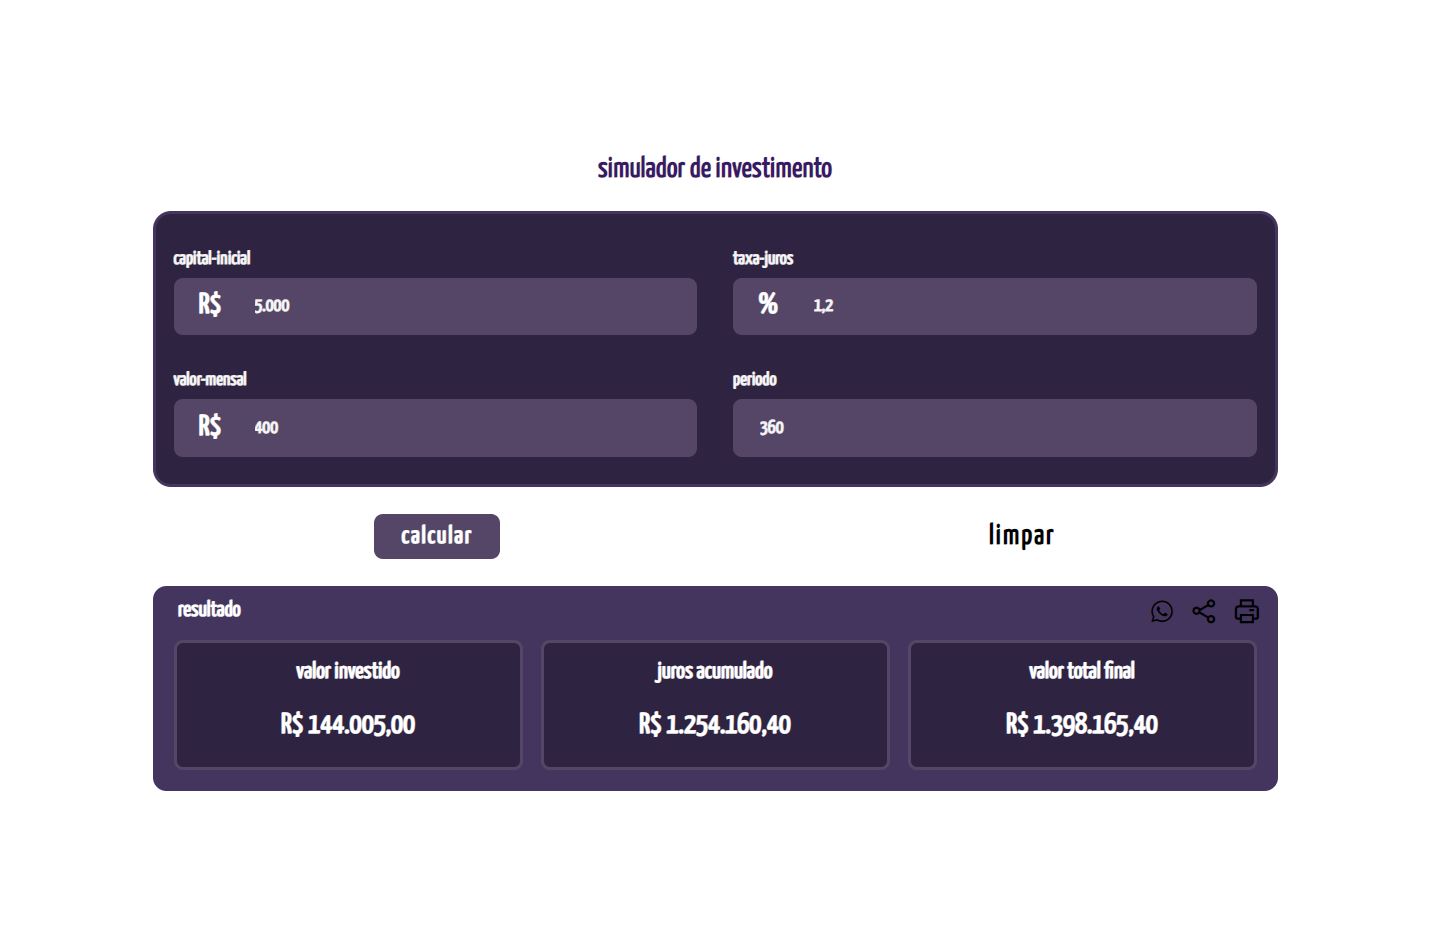 simulador de investimento
capital-inicial
R$ 5.000
taxa-juros
% 1,2
valor-mensal
R$ 400
periodo
360
calcular
limpar
resultado
valor investido
R$ 144.005,00
juros acumulado
R$ 1.254.160,40
valor total final
R$ 1.398.165,40